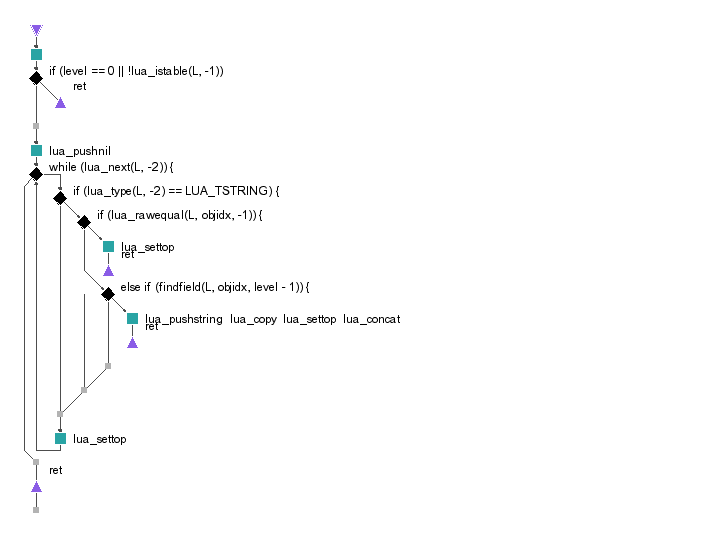 if (level == 0 || !lua_istable(L, -1))
ret
lua_pushnil
while (lua_next(L, -2)) {
if (lua_type(L, -2) == LUA_TSTRING) {
if (lua_rawequal(L, objidx, -1)) {
lua_settop
ret
else if (findfield(L, objidx, level - 1)) {
lua_pushstring lua_copy lua_settop lua_concat
ret
lua_settop
ret